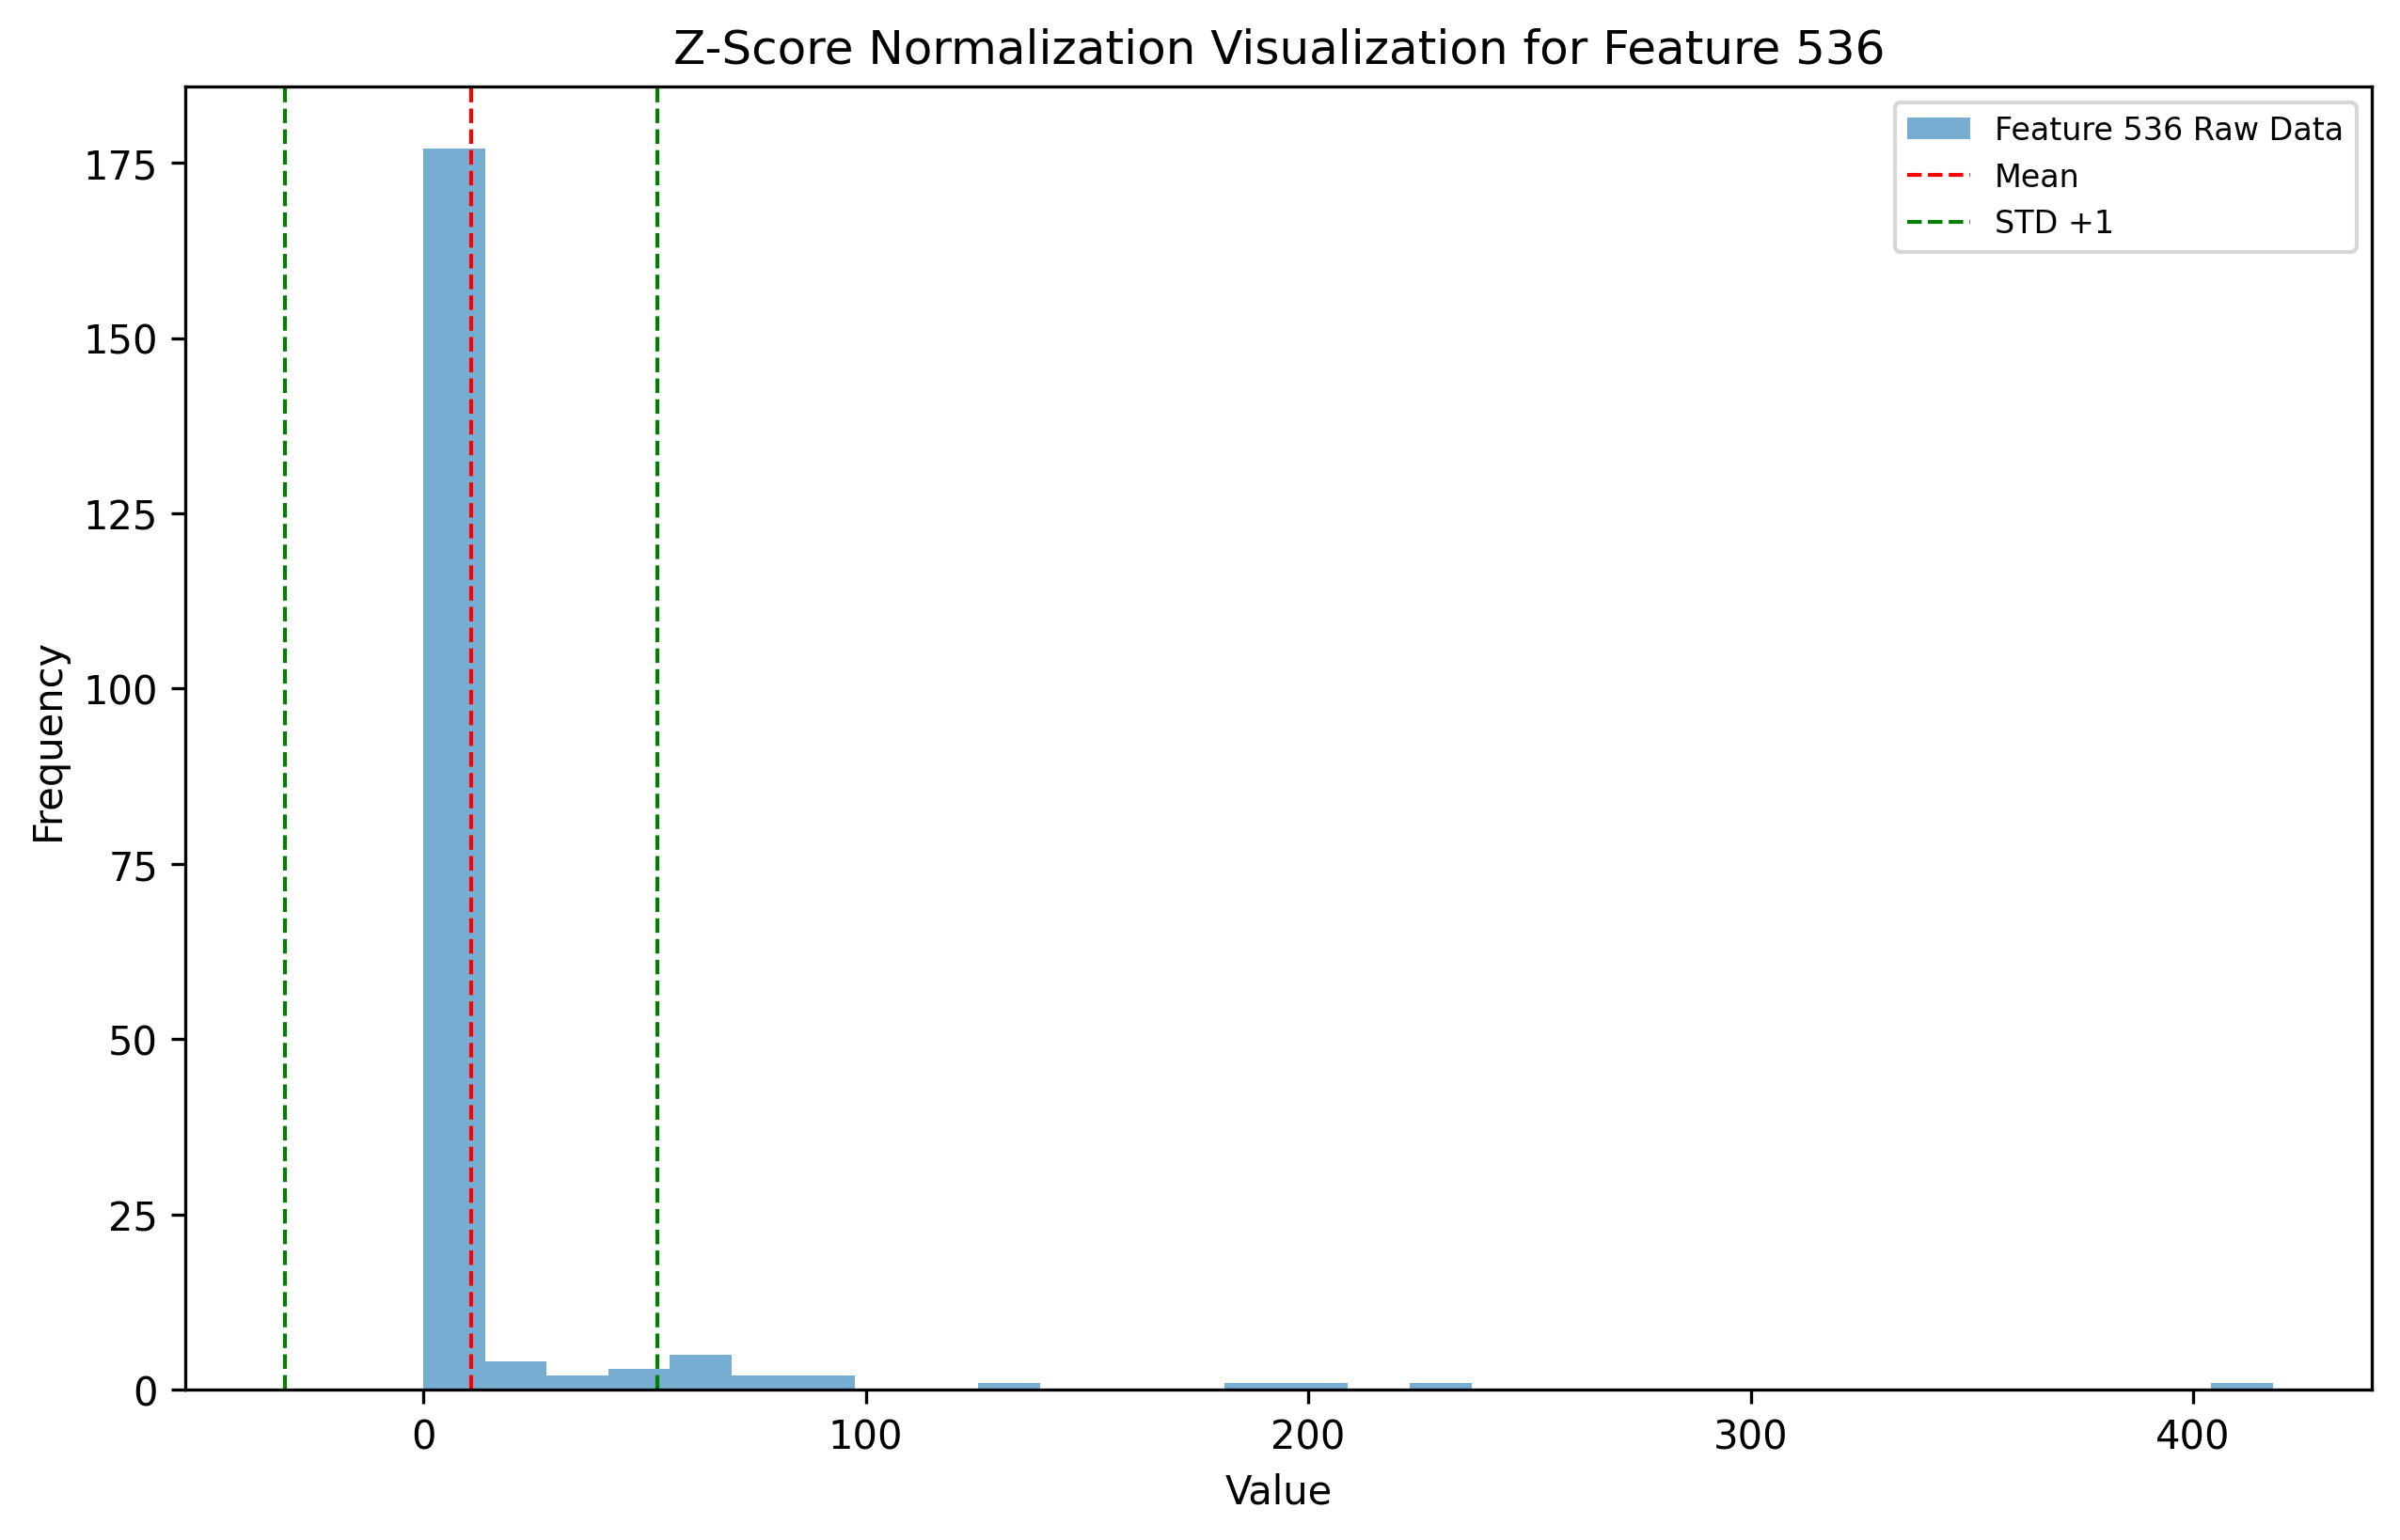 Z-Score Normalization Visualization for Feature 536
Feature 536 Raw Data
Mean
STD +1
175
150
125
100
75
50
25
0
Frequency
0 100 200 300 400
Value